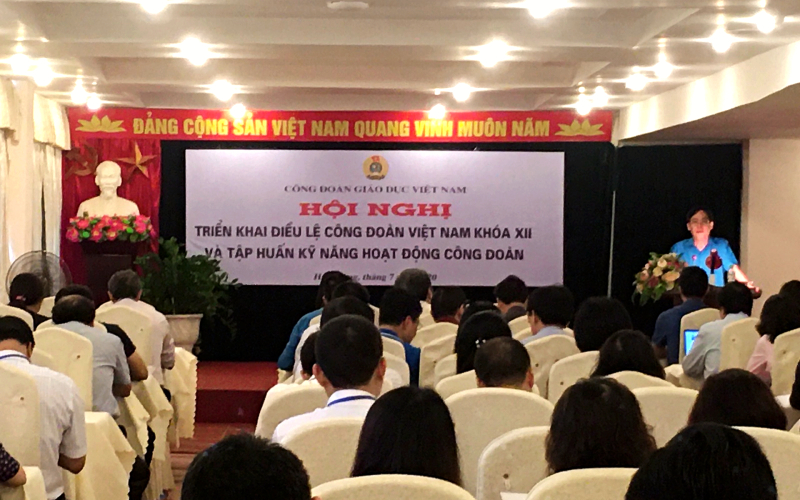 ĐẢNG CỘNG SẢN VIỆT NAM QUANG VINH MUÔN NĂM
CÔNG ĐOÀN GIÁO DỤC VIỆT NAM
HỘI NGHỊ
TRIỂN KHAI ĐIỀU LỆ CÔNG ĐOÀN VIỆT NAM KHÓA XII
VÀ TẬP HUẤN KỸ NĂNG HOẠT ĐỘNG CÔNG ĐOÀN
tháng 7